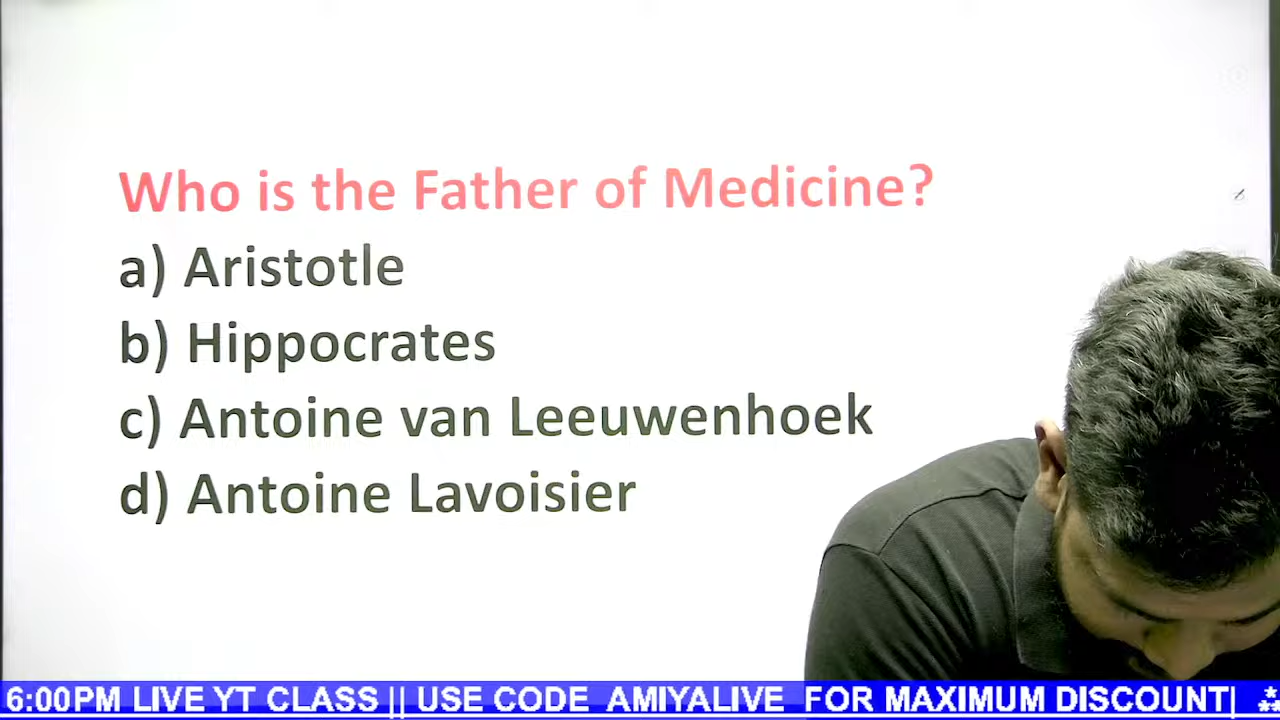 Who is the Father of Medicine?
a) Aristotle
b) Hippocrates
c) Antoine van Leeuwenhoek
d) Antoine Lavoisier
6:00PM LIVE YT CLASS || USE CODE AMIYALIVE FOR MAXIMUM DISCOUNT|